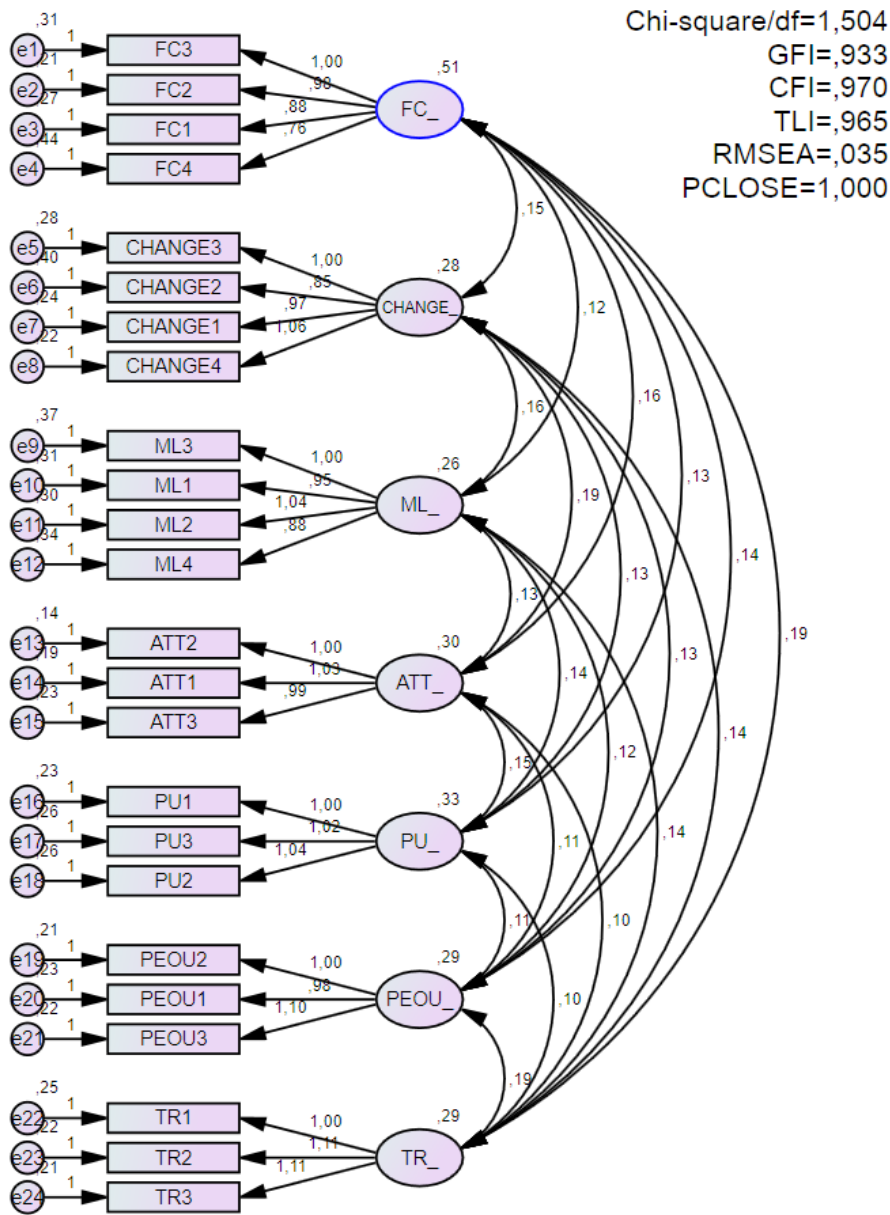 Chi-square/df=1,504
GFI=,933
CFI=,970
TLI=,965
RMSEA=,035
PCLOSE=1,000
,31
e1 1 FC3 1,00
,21
e2 1 FC2 ,98
,27
e3 1 FC1 ,88
,44
e4 1 FC4 ,76
,51
FC_
,28
e5 1 CHANGE3 1,00
,40
e6 1 CHANGE2 ,85
,24
e7 1 CHANGE1 ,97
,22
e8 1 CHANGE4 1,06
,28
CHANGE_
,37
e9 1 ML3 1,00
,31
e10 1 ML1 ,95
,30
e11 1 ML2 1,04
,34
e12 1 ML4 ,88
,26
ML_
,14
e13 1 ATT2 1,00
,19
e14 1 ATT1 1,03
,23
e15 1 ATT3 ,99
,30
ATT_
,23
e16 1 PU1 1,00
,26
e17 1 PU3 1,02
,26
e18 1 PU2 1,04
,33
PU_
,21
e19 1 PEOU2 1,00
,23
e20 1 PEOU1 ,98
,22
e21 1 PEOU3 1,10
,29
PEOU_
,25
e22 1 TR1 1,00
,22
e23 1 TR2 1,11
,21
e24 1 TR3 1,11
,29
TR_
,15
,12
,16
,16
,19
,13
,13
,14
,13
,13
,19
,14
,12
,14
,15
,11
,14
,11
,10
,10
,19